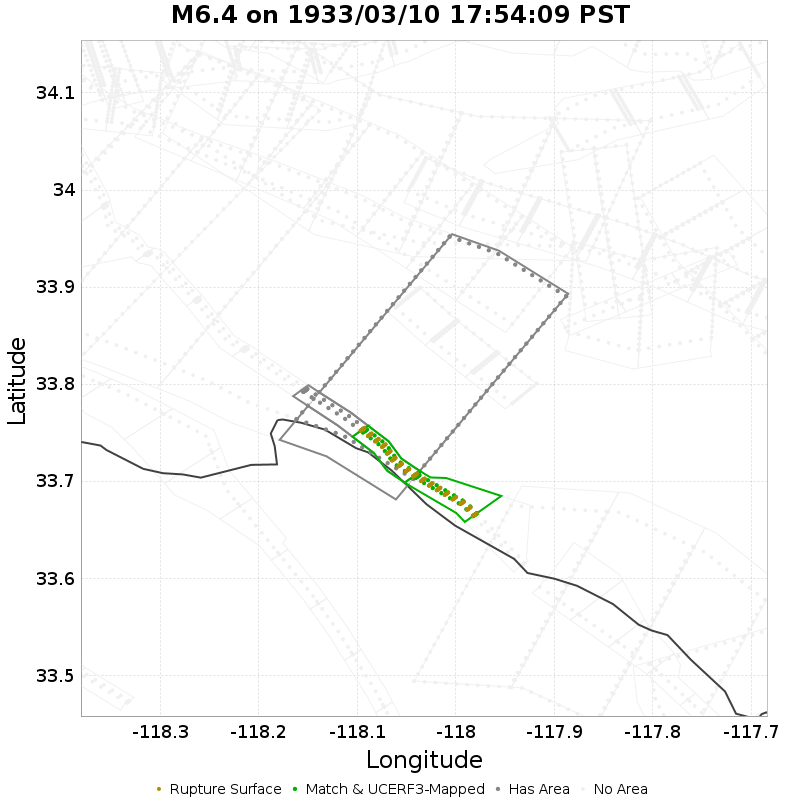 M6.4 on 1933/03/10 17:54:09 PST
34.1
34
33.9
33.8
33.7
33.6
33.5
Latitude
-118.3 -118.2 -118.1 -118 -117.9 -117.8 -117.7
Longitude
Rupture Surface Match & UCERF3-Mapped Has Area No Area